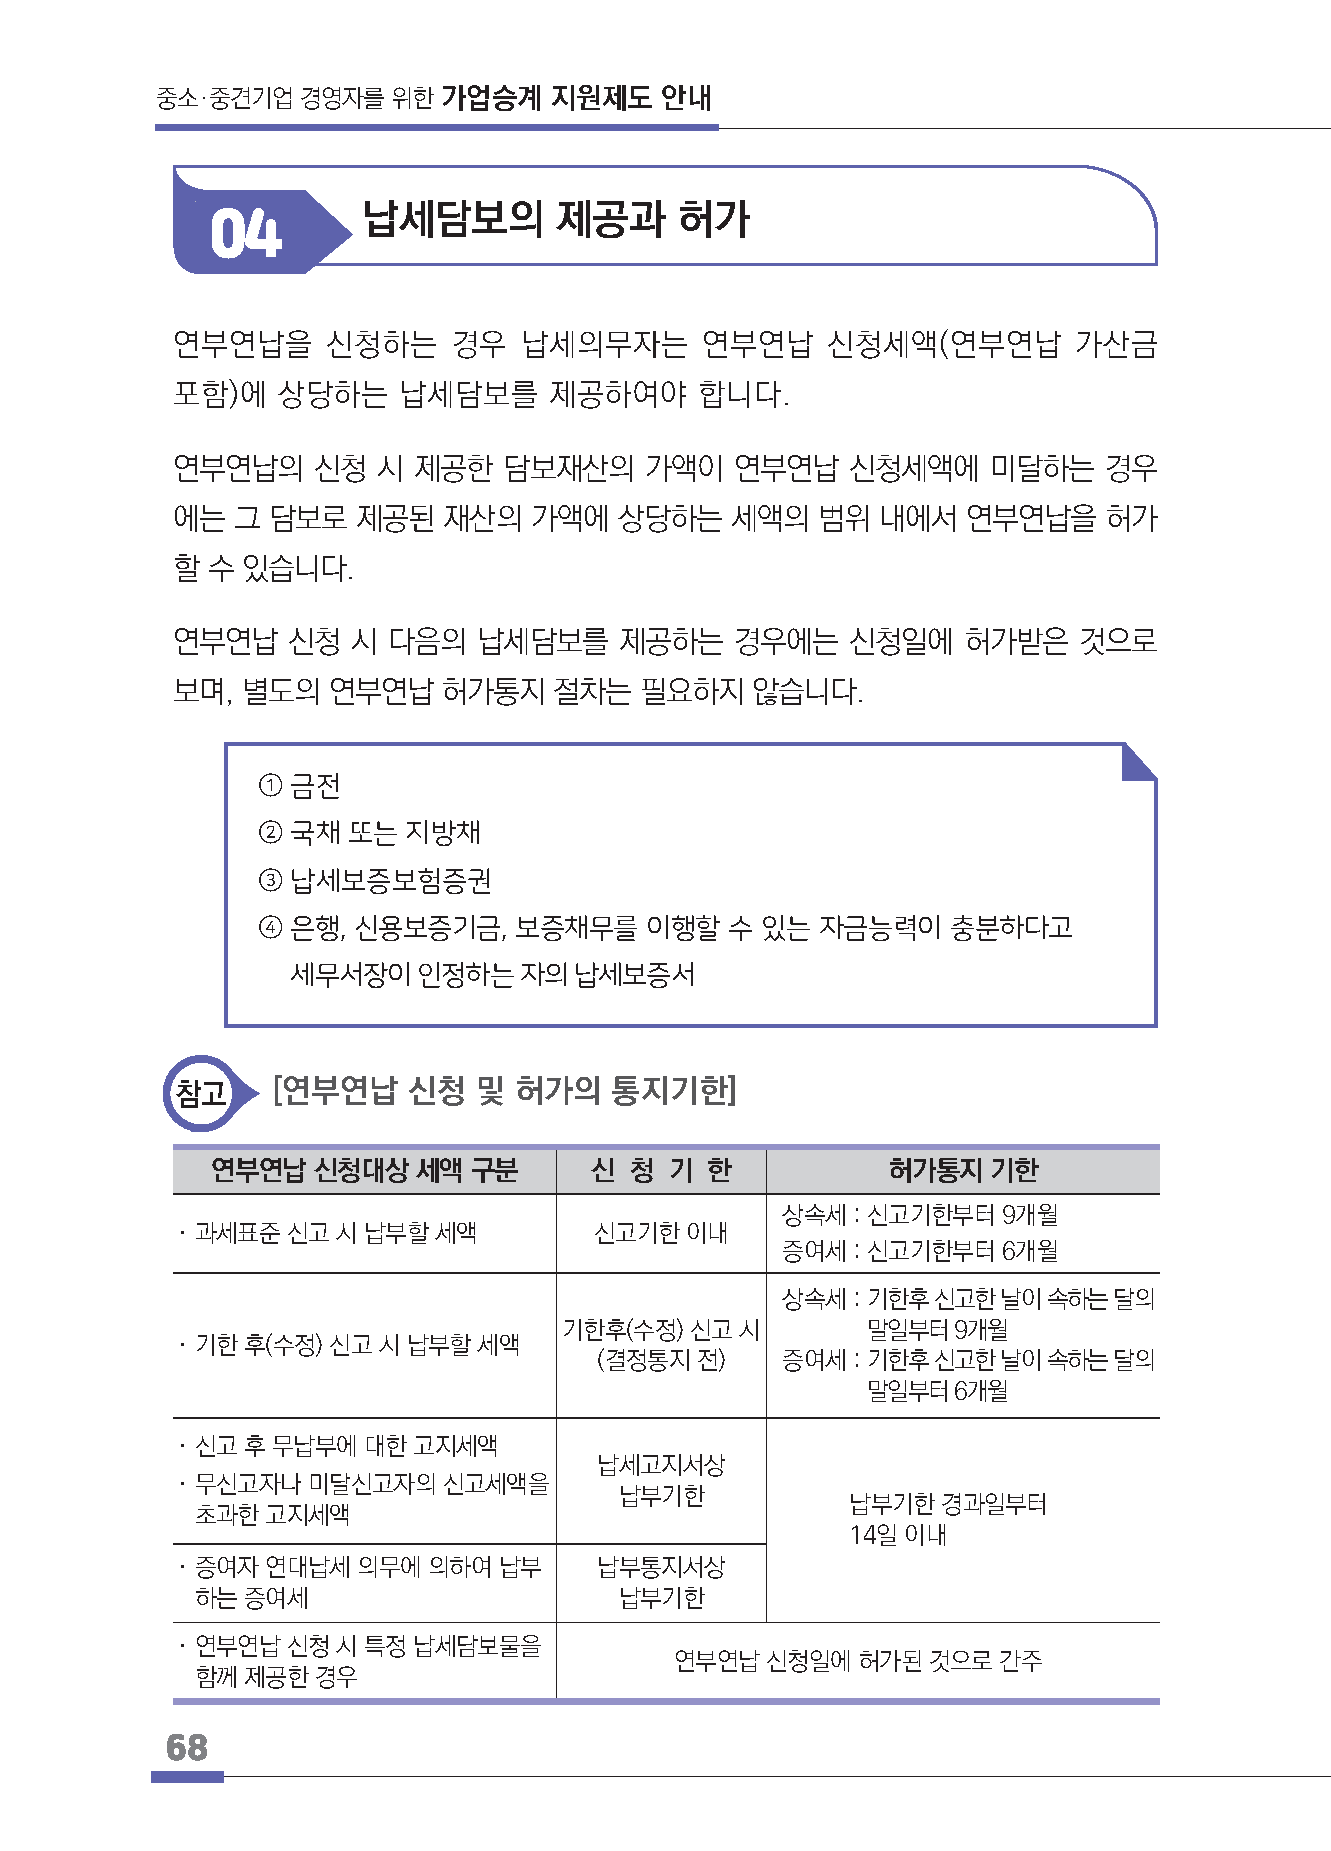 중소·중견기업 경영자를 위한 가업승계 지원제도 안내
04 납세담보의 제공과 허가
연부연납을 신청하는 경우 납세의무자는 연부연납 신청세액(연부연납 가산금
포함)에 상당하는 납세담보를 제공하여야 합니다.
연부연납의 신청 시 제공한 담보재산의 가액이 연부연납 신청세액에 미달하는 경우
에는 그 담보로 제공된 재산의 가액에 상당하는 세액의 범위 내에서 연부연납을 허가
할 수 있습니다.
연부연납 신청 시 다음의 납세담보를 제공하는 경우에는 신청일에 허가받은 것으로
보며, 별도의 연부연납 허가통지 절차는 필요하지 않습니다.
① 금전
② 국채 또는 지방채
③ 납세보증보험증권
④ 은행, 신용보증기금, 보증채무를 이행할 수 있는 자금능력이 충분하다고
세무서장이 인정하는 자의 납세보증서
참고 [연부연납 신청 및 허가의 통지기한]
연부연납 신청대상 세액 구분 신 청 기 한 허가통지 기한
· 과세표준 신고 시 납부할 세액
신고기한 이내
상속세 : 신고기한부터 9개월
증여세 : 신고기한부터 6개월
· 기한 후(수정) 신고 시 납부할 세액
기한후(수정) 신고 시
(결정통지 전)
상속세 : 기한후 신고한 날이 속하는 달의
말일부터 9개월
증여세 : 기한후 신고한 날이 속하는 달의
말일부터 6개월
· 신고 후 무납부에 대한 고지세액
· 무신고자나 미달신고자의 신고세액을
초과한 고지세액
납세고지서상
납부기한
납부기한 경과일부터
14일 이내
· 증여자 연대납세 의무에 의하여 납부
하는 증여세
납부통지서상
납부기한
· 연부연납 신청 시 특정 납세담보물을
함께 제공한 경우
연부연납 신청일에 허가된 것으로 간주
68